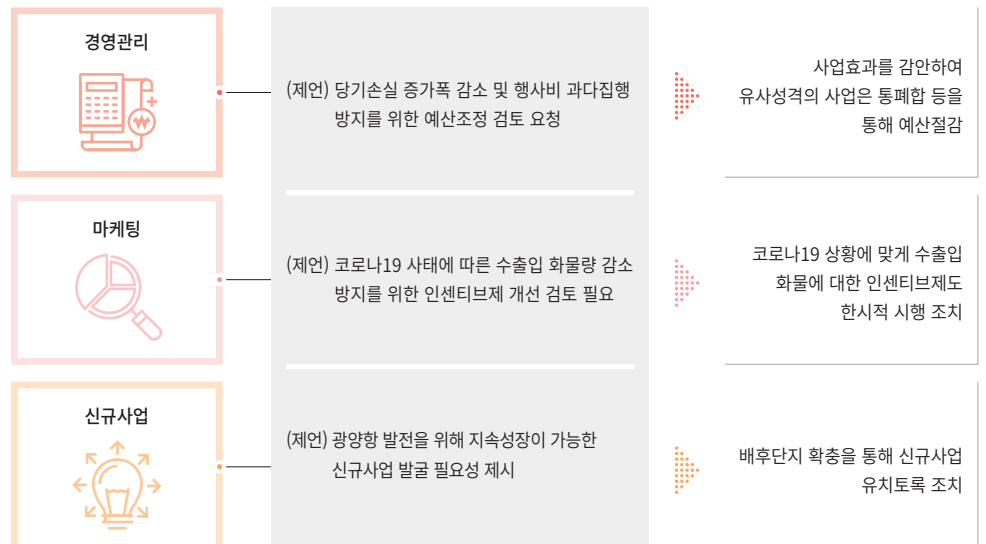 경영관리
(제언) 당기손실 증가폭 감소 및 행사비 과다집행
방지를 위한 예산조정 검토 요청
사업효과를 감안하여
유사성격의 사업은 통폐합 등을
통해 예산절감
마케팅
(제언) 코로나19 사태에 따른 수출입 화물량 감소
방지를 위한 인센티브제 개선 검토 필요
코로나19 상황에 맞게 수출입
화물에 대한 인센티브제도
한시적 시행 조치
신규사업
(제언) 광양항 발전을 위해 지속성장이 가능한
신규사업 발굴 필요성 제시
배후단지 확충을 통해 신규사업
유치토록 조치